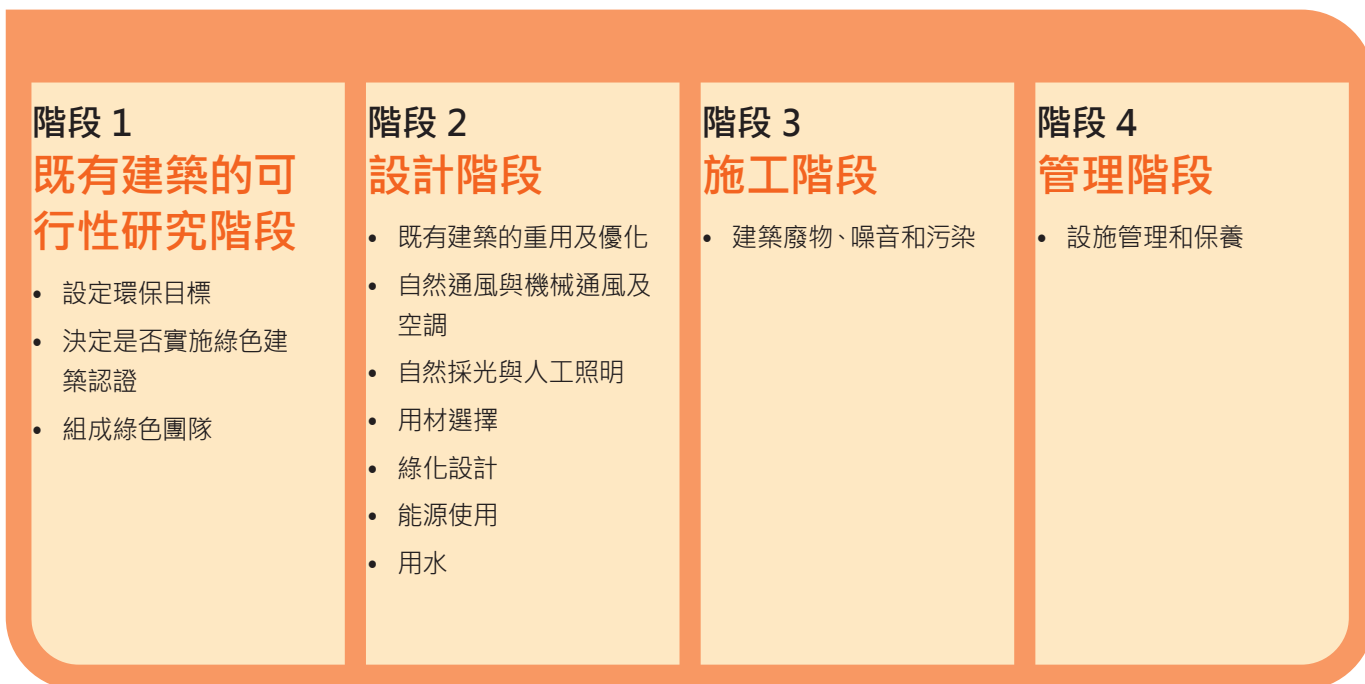 階段 1
既有建築的可
行性研究階段
• 設定環保目標
• 決定是否實施綠色建
築認證
• 組成綠色團隊
階段 2
設計階段
• 既有建築的重用及優化
• 自然通風與機械通風及
空調
• 自然採光與人工照明
• 用材選擇
• 綠化設計
• 能源使用
• 用水
階段 3
施工階段
• 建築廢物、噪音和污染
階段 4
管理階段
• 設施管理和保養